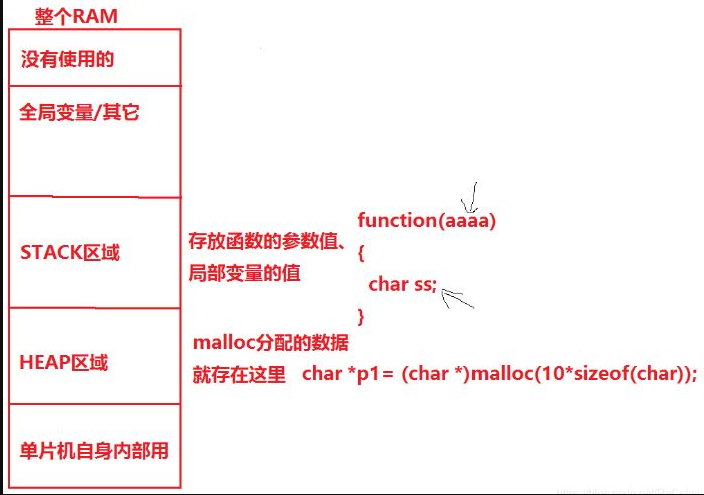 整个RAM
没有使用的
全局变量/其它
STACK区域
存放函数的参数值、
局部变量的值
function(aaaa)
{
char ss;
}
HEAP区域
malloc分配的数据
就存在这里 char *p1= (char *)malloc(10*sizeof(char));
单片机自身内部用